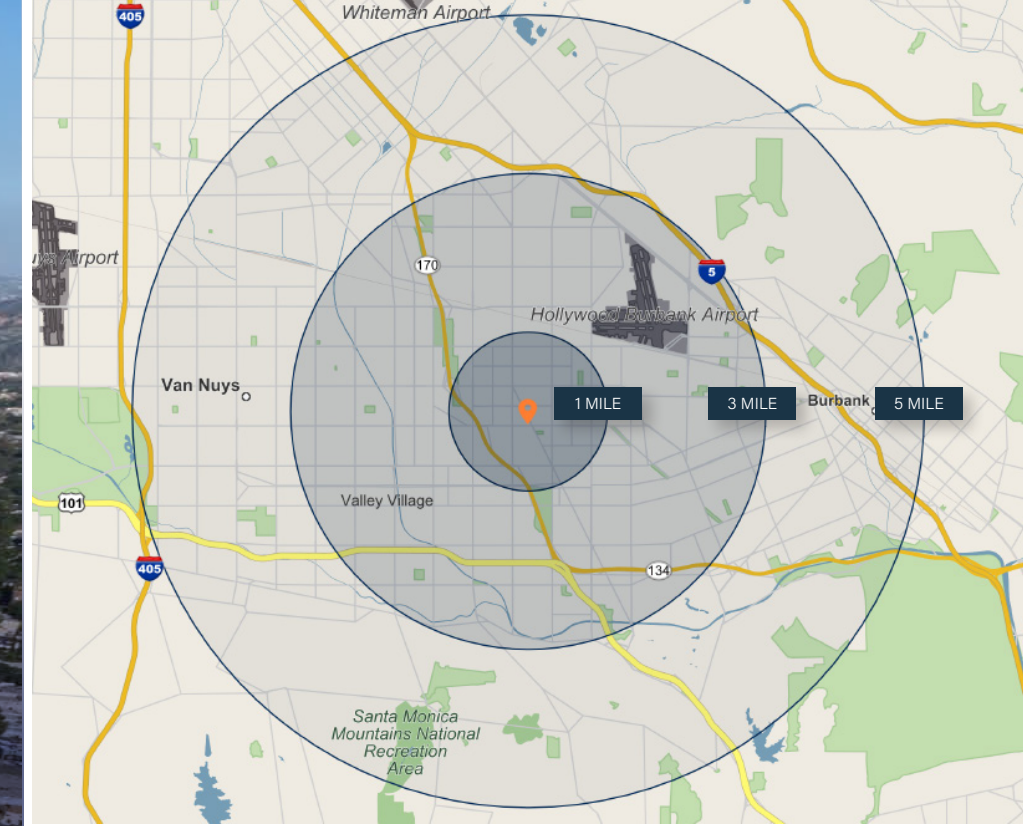 405
Whiteman Airport
170
5
Airport
Hollywood Burbank Airport
Van Nuys
1 MILE
3 MILE
Burbank
5 MILE
101
Valley Village
405
134
Santa Monica
Mountains National
Recreation
Area